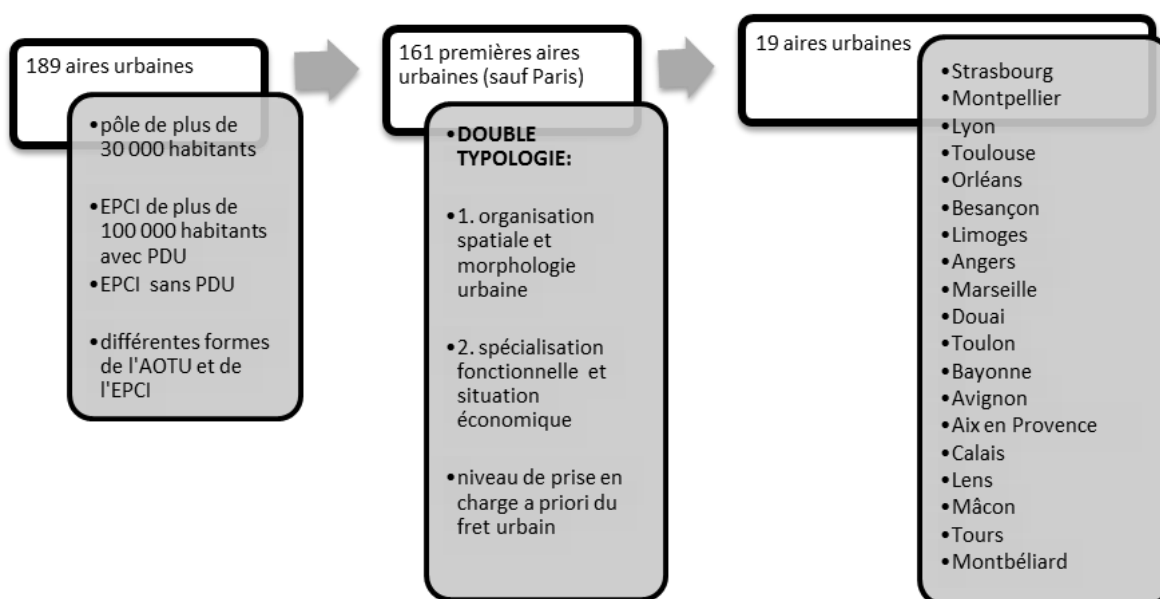 189 aires urbaines
•pôle de plus de
30 000 habitants
•EPCI de plus de
100 000 habitants
avec PDU
•EPCI sans PDU
•différentes formes
de l'AOTU et de
l'EPCI
161 premières aires
urbaines (sauf Paris)
•DOUBLE
TYPOLOGIE:
•1. organisation
spatiale et
morphologie
urbaine
•2. spécialisation
fonctionnelle et
situation
économique
•niveau de prise en
charge a priori du
fret urbain
19 aires urbaines
•Strasbourg
•Montpellier
•Lyon
•Toulouse
•Orléans
•Besançon
•Limoges
•Angers
•Marseille
•Douai
•Toulon
•Bayonne
•Avignon
•Aix en Provence
•Calais
•Lens
•Mâcon
•Tours
•Montbéliard